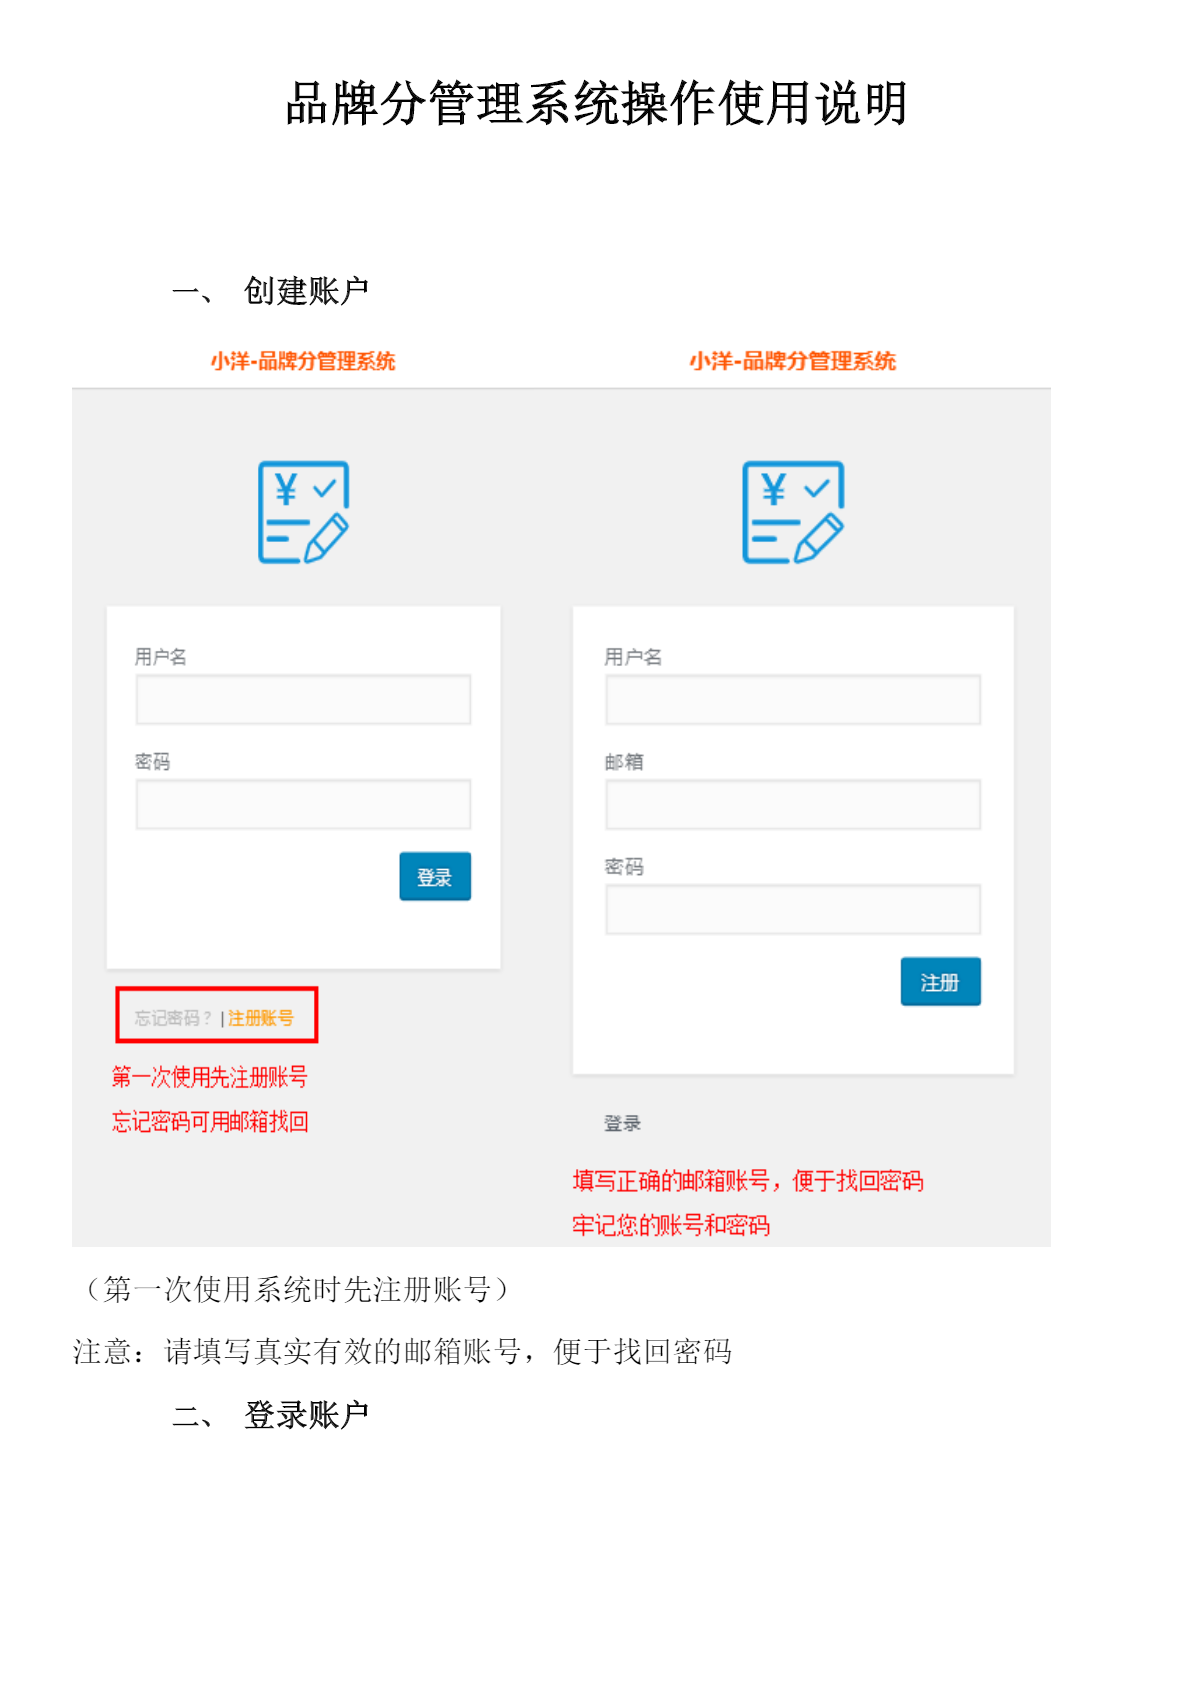 品牌分管理系统操作使用说明
一、 创建账户
小洋-品牌分管理系统
¥
用户名
密码
登录
忘记密码？ | 注册账号
第一次使用先注册账号
忘记密码可用邮箱找回
小洋-品牌分管理系统
¥
用户名
邮箱
密码
注册
登录
填写正确的邮箱账号，便于找回密码
牢记您的账号和密码
（第一次使用系统时先注册账号）
注意：请填写真实有效的邮箱账号，便于找回密码
二、 登录账户